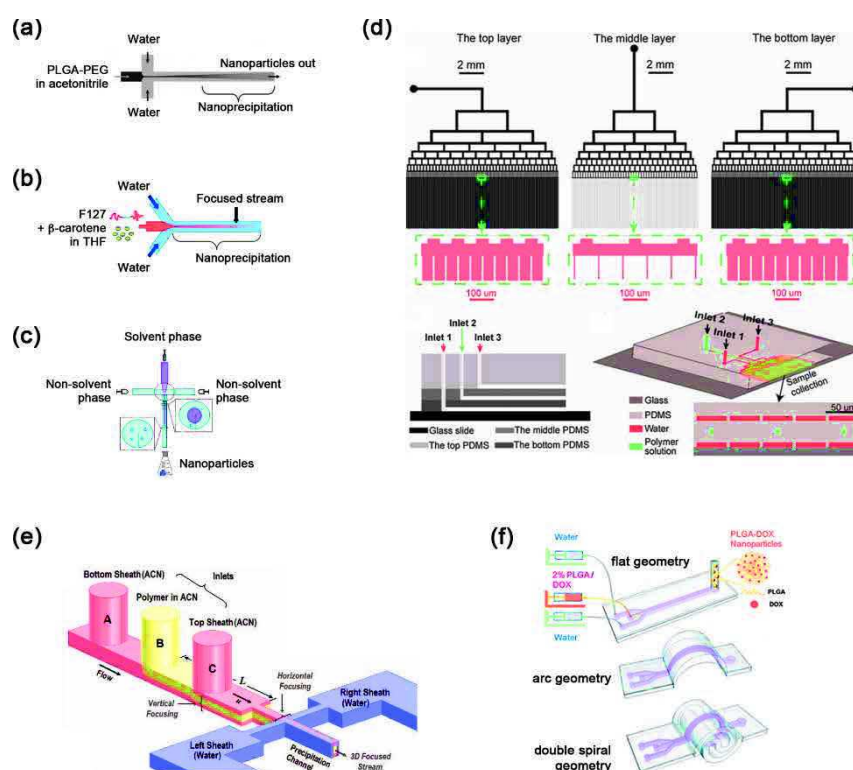 (a)
Water
PLGA-PEG
in acetonitrile
Nanoparticles out
Nanoprecipitation
Water
(b)
Water
Focused stream
F127
+ β-carotene
in THF
Nanoprecipitation
Water
(c)
Solvent phase
Non-solvent
phase
Non-solvent
phase
Nanoparticles
(d)
The top layer
The middle layer
The bottom layer
2 mm
2 mm
2 mm
100 um
100 um
100 um
Inlet 2
Inlet 1
Inlet 3
Glass slide
The middle PDMS
The top PDMS
The bottom PDMS
Inlet 2
Inlet 3
Inlet 1
Sample
collection
Glass
PDMS
Water
Polymer
solution
50 um
(e)
Bottom Sheath (ACN)
Inlets
Polymer in ACN
A
Top Sheath (ACN)
B
C
L
Horizontal
Focusing
Flow
Vertical
Focusing
Right Sheath
(Water)
Left Sheath
(Water)
Precipitation
Channel
3D Focused
Stream
(f)
Water
flat geometry
PLGA-DOX
Nanoparticles
2% PLGA/
DOX
PLGA
DOX
Water
arc geometry
double spiral
geometry